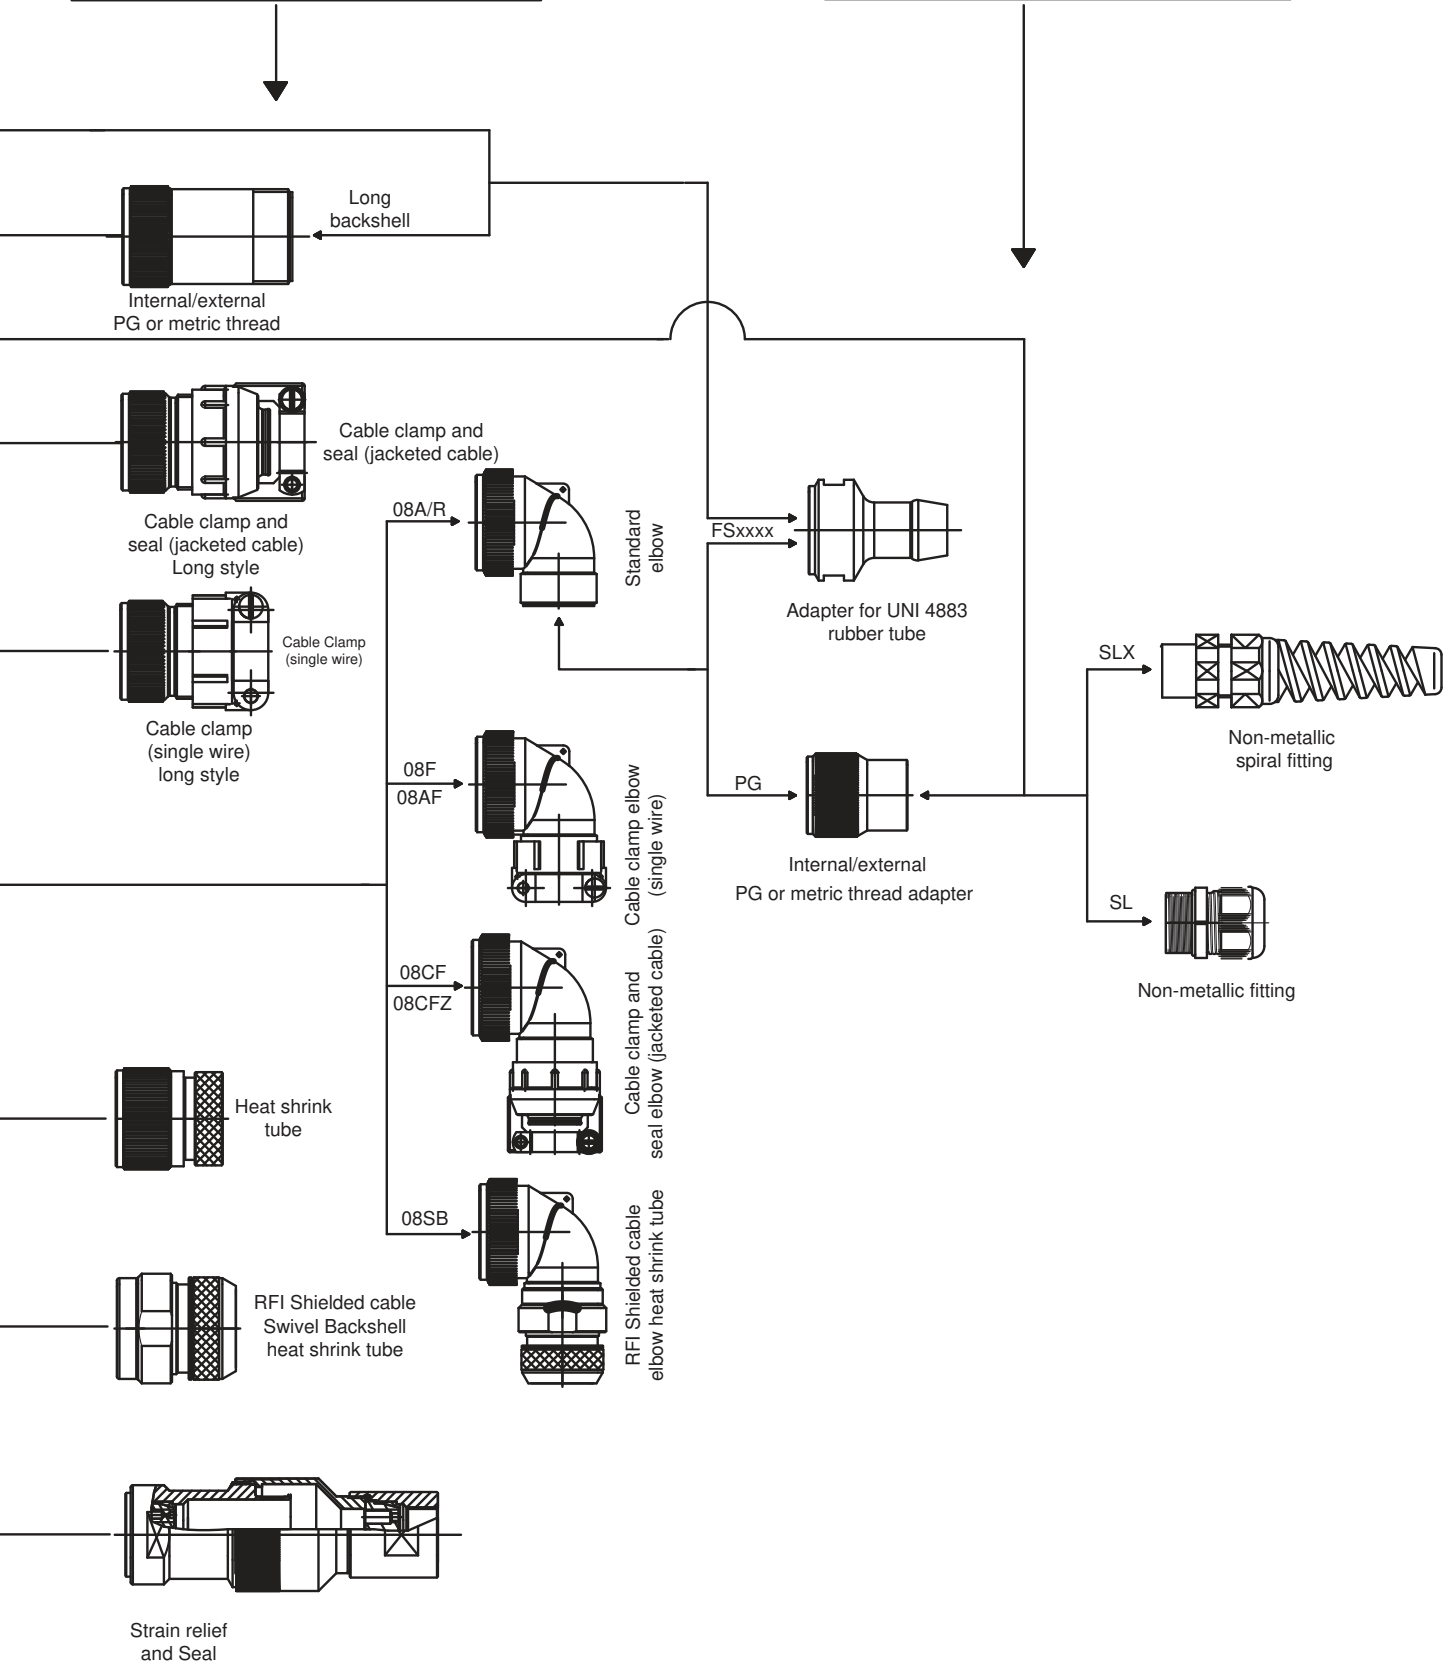 Long
backshell
Internal/external
PG or metric thread
Cable clamp and
seal (jacketed cable)
Cable clamp and
seal (jacketed cable)
Long style
Cable Clamp
(single wire)
Cable clamp
(single wire)
long style
Heat shrink
tube
RFI Shielded cable
Swivel Backshell
heat shrink tube
Strain relief
and Seal
08A/R
Standard
elbow
08F
08AF
Cable clamp elbow
(single wire)
08CF
08CFZ
Cable clamp and
seal elbow (jacketed cable)
08SB
RFI Shielded cable
elbow heat shrink tube
FSxxxx
Adapter for UNI 4883
rubber tube
PG
Internal/external
PG or metric thread adapter
SLX
Non-metallic
spiral fitting
SL
Non-metallic fitting